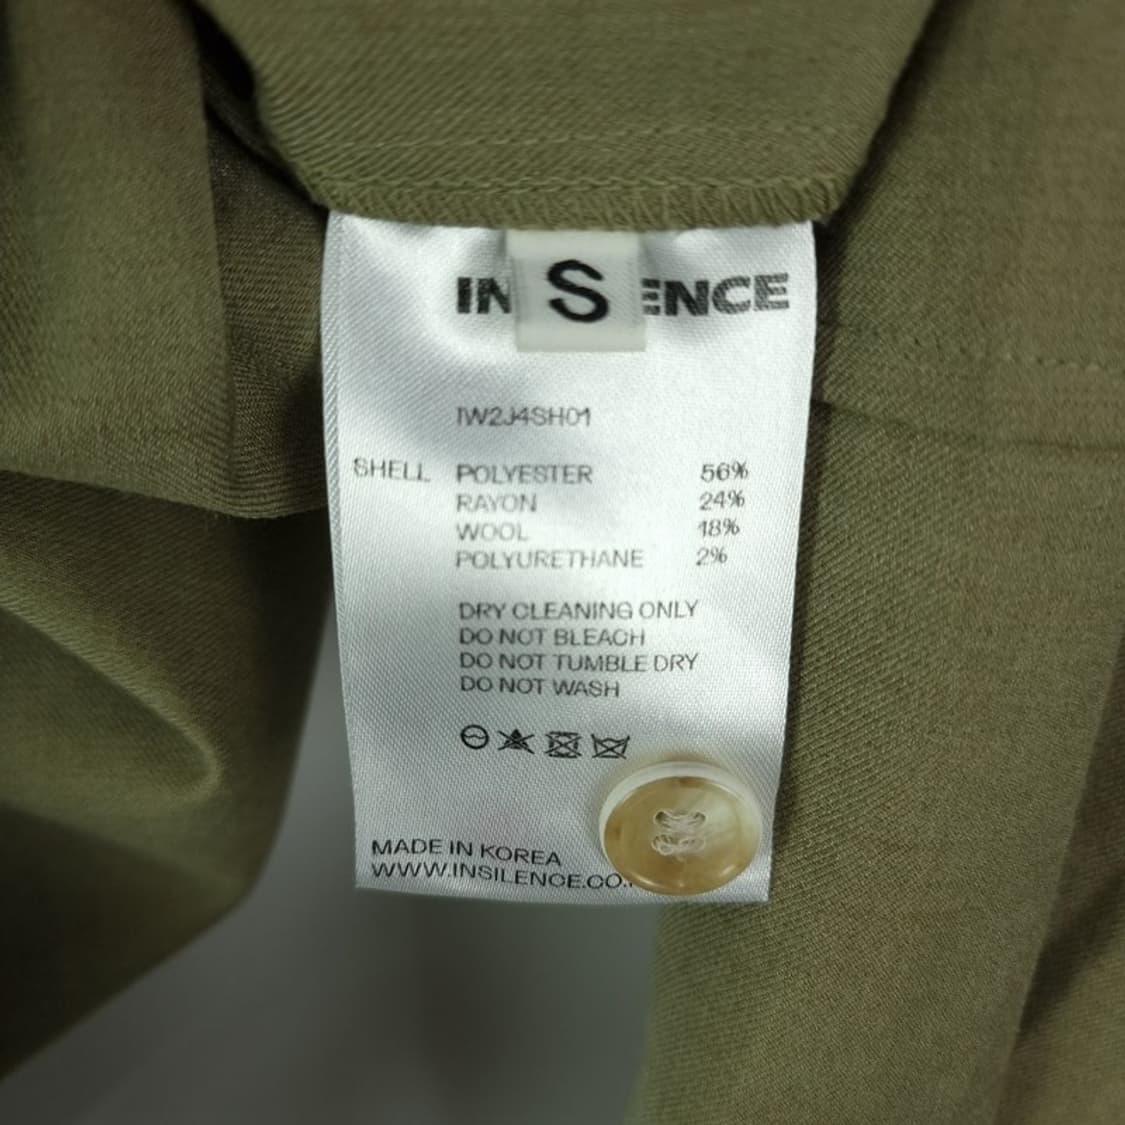 IN ENCE
S
IW2J4SH01
SHELL POLYESTER 56%
RAYON 24%
WOOL 18%
POLYURETHANE 2%
DRY CLEANING ONLY
DO NOT BLEACH
DO NOT TUMBLE DRY
DO NOT WASH
MADE IN KOREA
WWW.INSILENCE.CO.